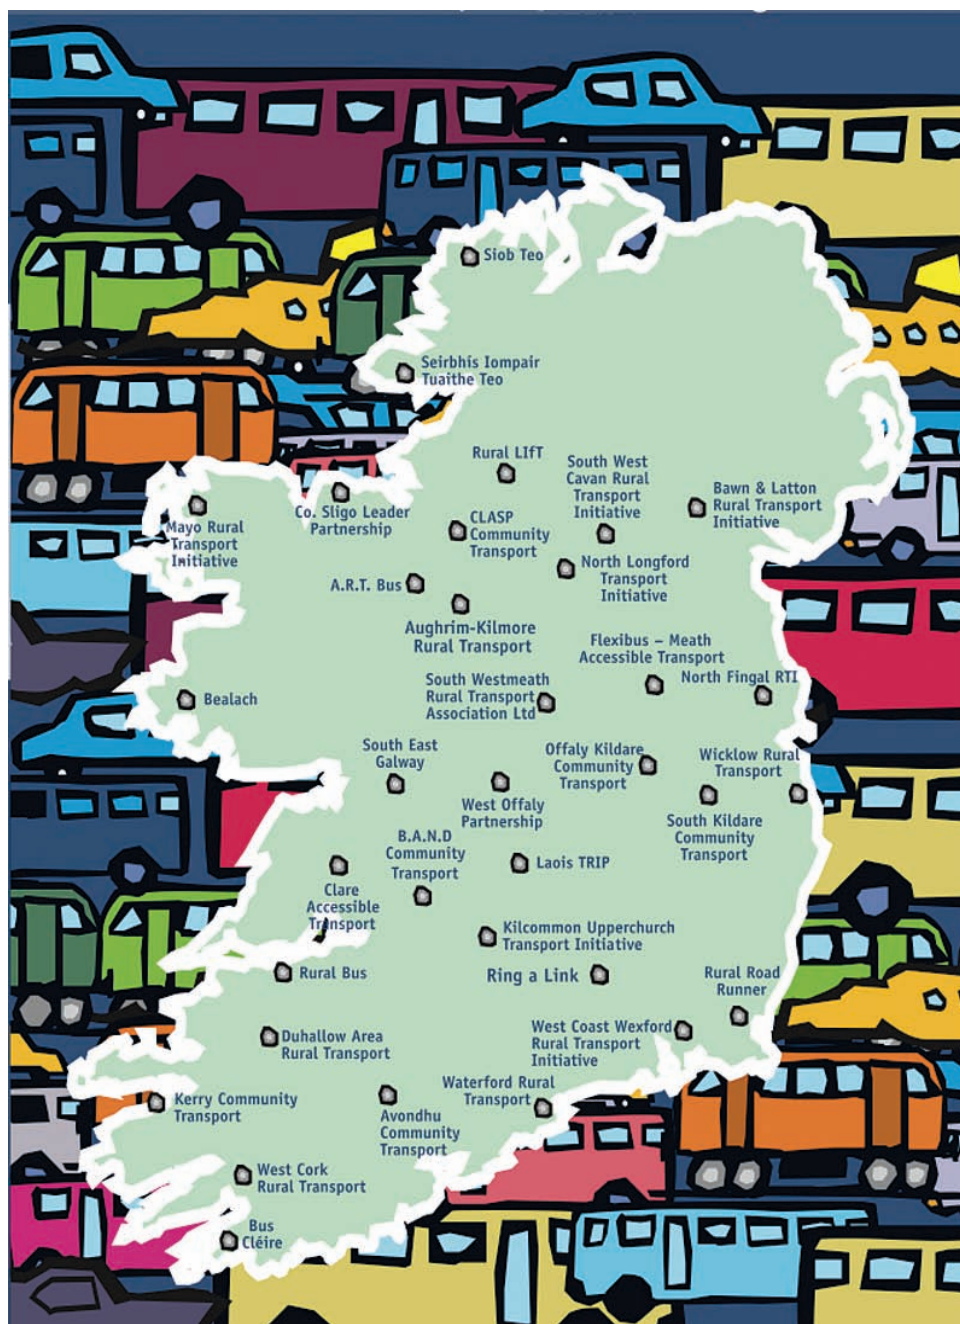 Siob Teo
Seirbhis Iompair
Tuaithe Teo
Rural LIfT
South West
Cavan Rural
Transport
Initiative
Bawn & Latton
Rural Transport
Initiative
Mayo Rural
Transport
Initiative
Co. Sligo Leader
Partnership
CLASP
Community
Transport
North Longford
Transport
Initiative
A.R.T. Bus
Aughrim-Kilmore
Rural Transport
Flexibus – Meath
Accessible Transport
North Fingal RTI
South Westmeath
Rural Transport
Association Ltd
Bealach
South East
Galway
Offaly Kildare
Community
Transport
Wicklow Rural
Transport
West Offaly
Partnership
South Kildare
Community
Transport
B.A.N.D
Community
Transport
Laois TRIP
Clare
Accessible
Transport
Kilcommon Upperchurch
Transport Initiative
Rural Bus
Ring a Link
Rural Road
Runner
Duhallow Area
Rural Transport
West Coast Wexford
Rural Transport
Initiative
Waterford Rural
Transport
Kerry Community
Transport
Avondhu
Community
Transport
West Cork
Rural Transport
Bus
Cléire